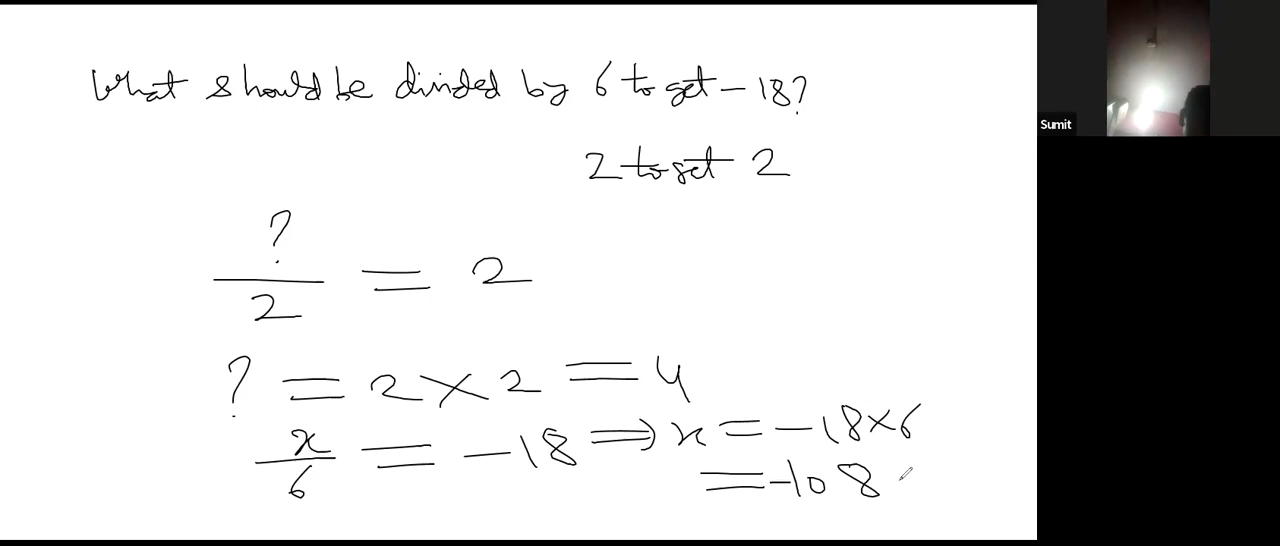 What should be divided by 6 to get -18?
Sumit
2 to get 2
?
— = 2
2
? = 2 × 2 = 4
x/6 = -18 ⇒ x = -18×6
= -108